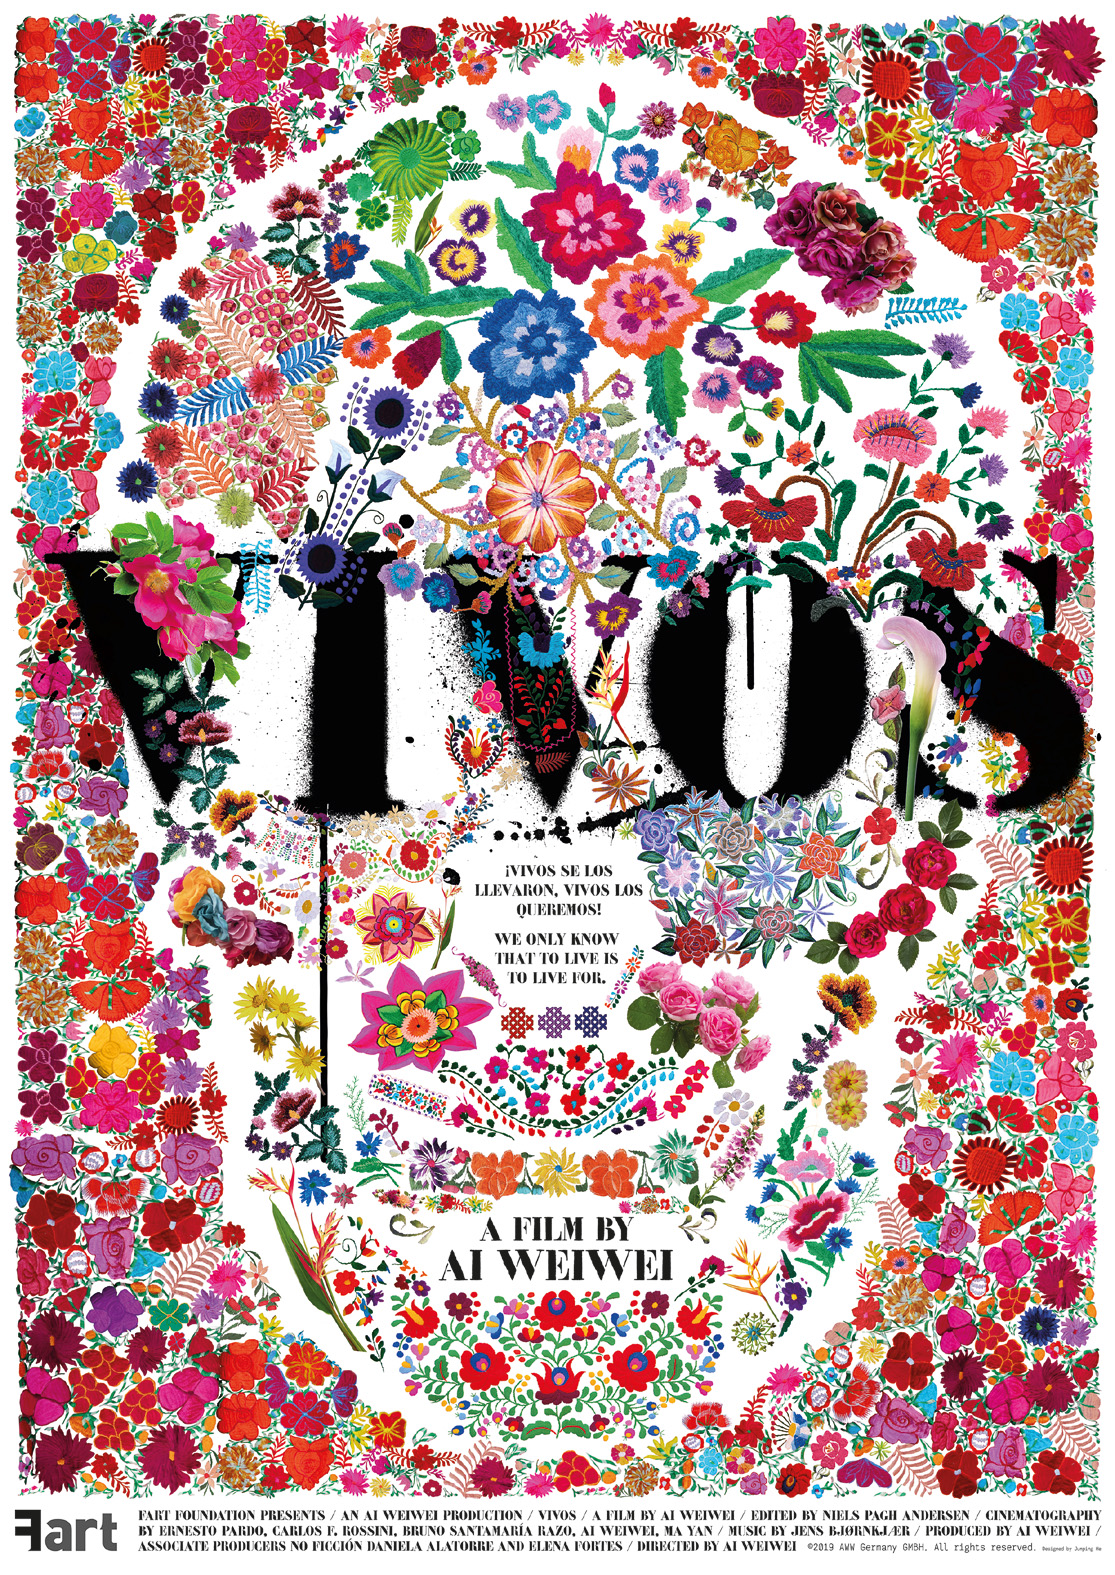 VIVOS
¡VIVOS SE LOS
LLEVARON, VIVOS LOS
QUEREMOS!
WE ONLY KNOW
THAT TO LIVE IS
TO LIVE FOR.
A FILM BY
AI WEIWEI
Fart
FART FOUNDATION PRESENTS / AN AI WEIWEI PRODUCTION / VIVOS / A FILM BY AI WEIWEI / EDITED BY NIELS PAGH ANDERSEN / CINEMATOGRAPHY
BY ERNESTO PARDO, CARLOS F. ROSSINI, BRUNO SANTAMARÍA RAZO, AI WEIWEI, MA YAN / MUSIC BY JENS BJØRNKJÆR / PRODUCED BY AI WEIWEI /
ASSOCIATE PRODUCERS NO FICCIÓN DANIELA ALATORRE AND ELENA FORTES / DIRECTED BY AI WEIWEI ©2019 AWW Germany GMBH. All rights reserved. Designed by Jumping He